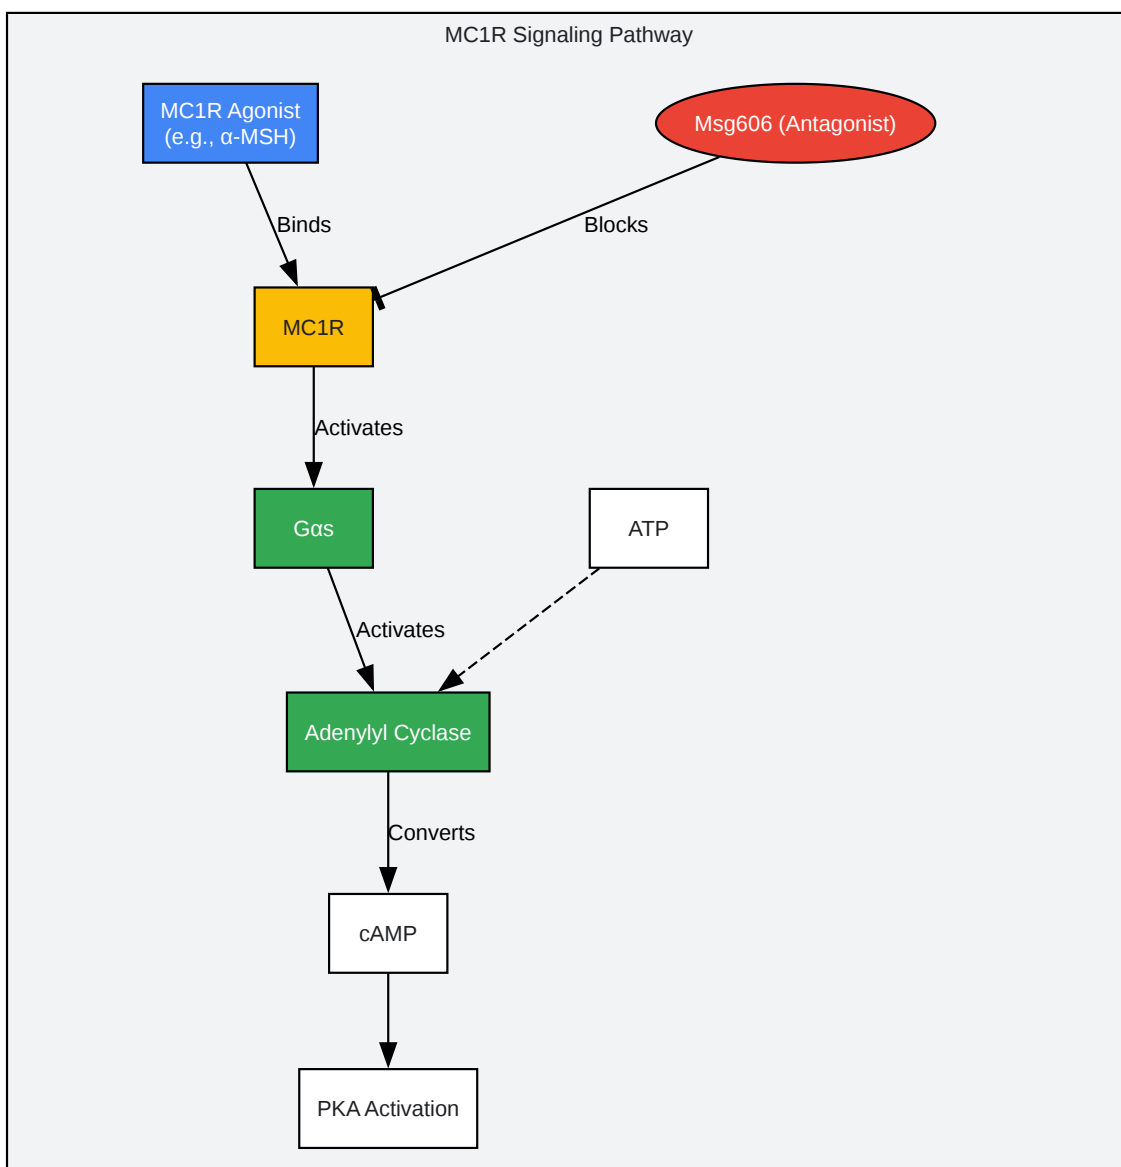 MC1R Signaling Pathway
MC1R Agonist
(e.g., α-MSH)
Msg606 (Antagonist)
Binds
Blocks
MC1R
Activates
Gαs
ATP
Activates
Adenylyl Cyclase
Converts
cAMP
PKA Activation